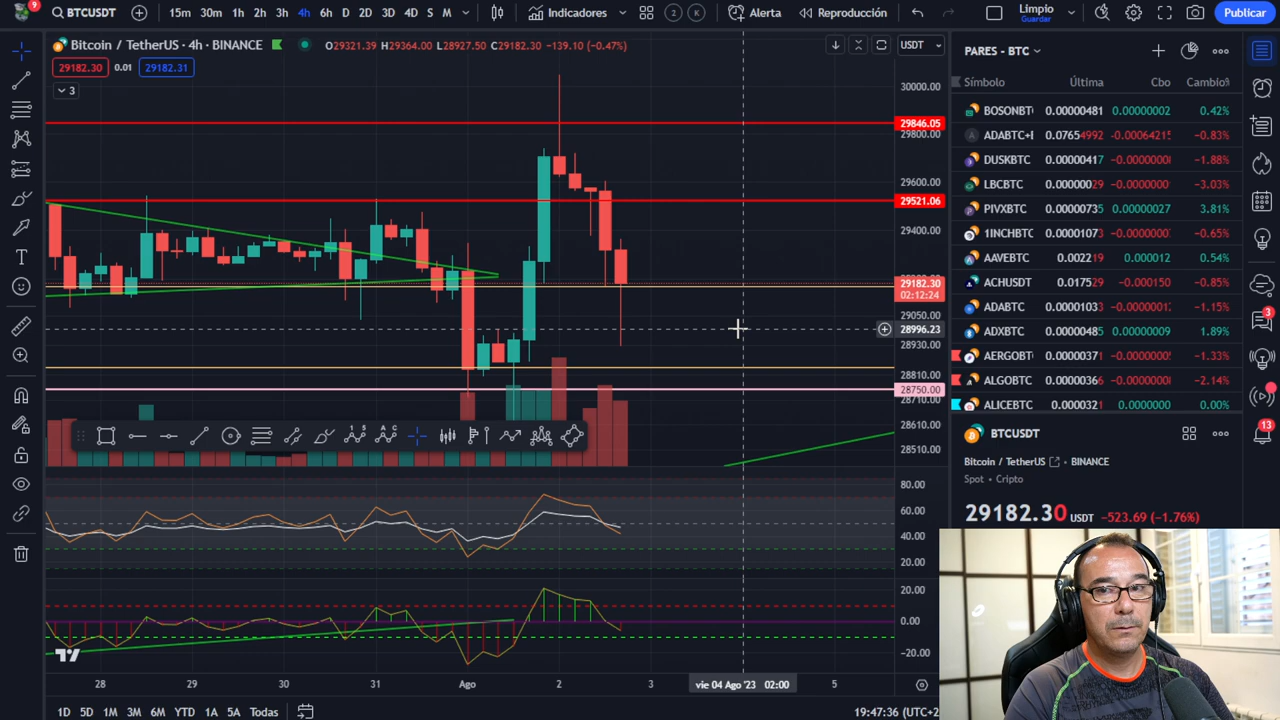 9
BTCUSDT
15m 30m 1h 2h 3h 4h 6h D 2D 3D 4D S M
Indicadores
2 K
Alerta
Reproducción
Limpio
Guardar
Publicar
Bitcoin / TetherUS · 4h · BINANCE
O29321.39 H29364.00 L28927.50 C29182.30 −139.10 (−0.47%)
USDT
29182.30 0.01 29182.31
3
30000.00
29846.05
29800.00
29600.00
29521.06
29400.00
29182.30
02:12:24
29050.00
28996.23
28930.00
28810.00
28750.00
28710.00
28610.00
28510.00
80.00
60.00
40.00
20.00
20.00
0.00
−20.00
28 29 30 31 Ago 2 3 vie 04 Ago '23 02:00 5
1D 5D 1M 3M 6M YTD 1A 5A Todas
19:47:36 (UTC+2
PARES - BTC
Símbolo Última Cbo Cambio%
BOSONBT 0.00000481 0.00000002 0.42%
ADABTC+E 0.07654992 −0.00064215 −0.83%
DUSKBTC 0.00000417 −0.0000000 −1.88%
LBCBTC 0.00000029 −0.0000000 −3.03%
PIVXBTC 0.00000735 0.00000027 3.81%
1INCHBTC 0.00001073 −0.0000000 −0.65%
AAVEBTC 0.002219 0.000012 0.54%
ACHUSDT 0.017529 −0.000150 −0.85%
ADABTC 0.00001033 −0.0000001 −1.15%
ADXBTC 0.00000485 0.00000009 1.89%
AERGOBT 0.00000371 −0.0000000 −1.33%
ALGOBTC 0.00000366 −0.0000000 −2.14%
ALICEBTC 0.0000321 0.0000000 0.00%
BTCUSDT
Bitcoin / TetherUS · BINANCE
Spot · Cripto
29182.30 USDT −523.69 (−1.76%)
3
13